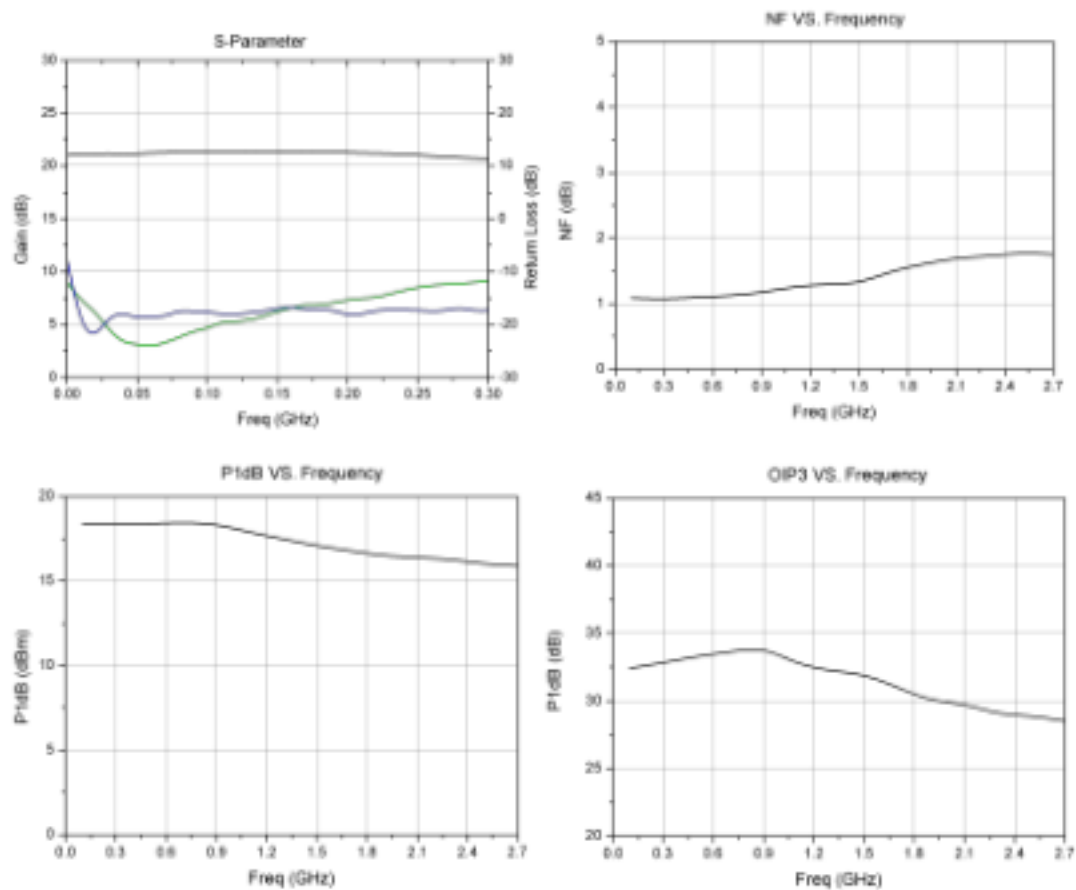 S-Parameter
30
25
20
15
10
5
0
Gain (dB)
30
20
10
0
-10
-20
-30
Return Loss (dB)
0.00 0.05 0.10 0.15 0.20 0.25 0.30
Freq (GHz)
NF VS. Frequency
5
4
3
2
1
0
NF (dB)
0.0 0.3 0.6 0.9 1.2 1.5 1.8 2.1 2.4 2.7
Freq (GHz)
P1dB VS. Frequency
20
15
10
5
0
P1dB (dBm)
0.0 0.3 0.6 0.9 1.2 1.5 1.8 2.1 2.4 2.7
Freq (GHz)
OIP3 VS. Frequency
45
40
35
30
25
20
P1dB (dB)
0.0 0.3 0.6 0.9 1.2 1.5 1.8 2.1 2.4 2.7
Freq (GHz)